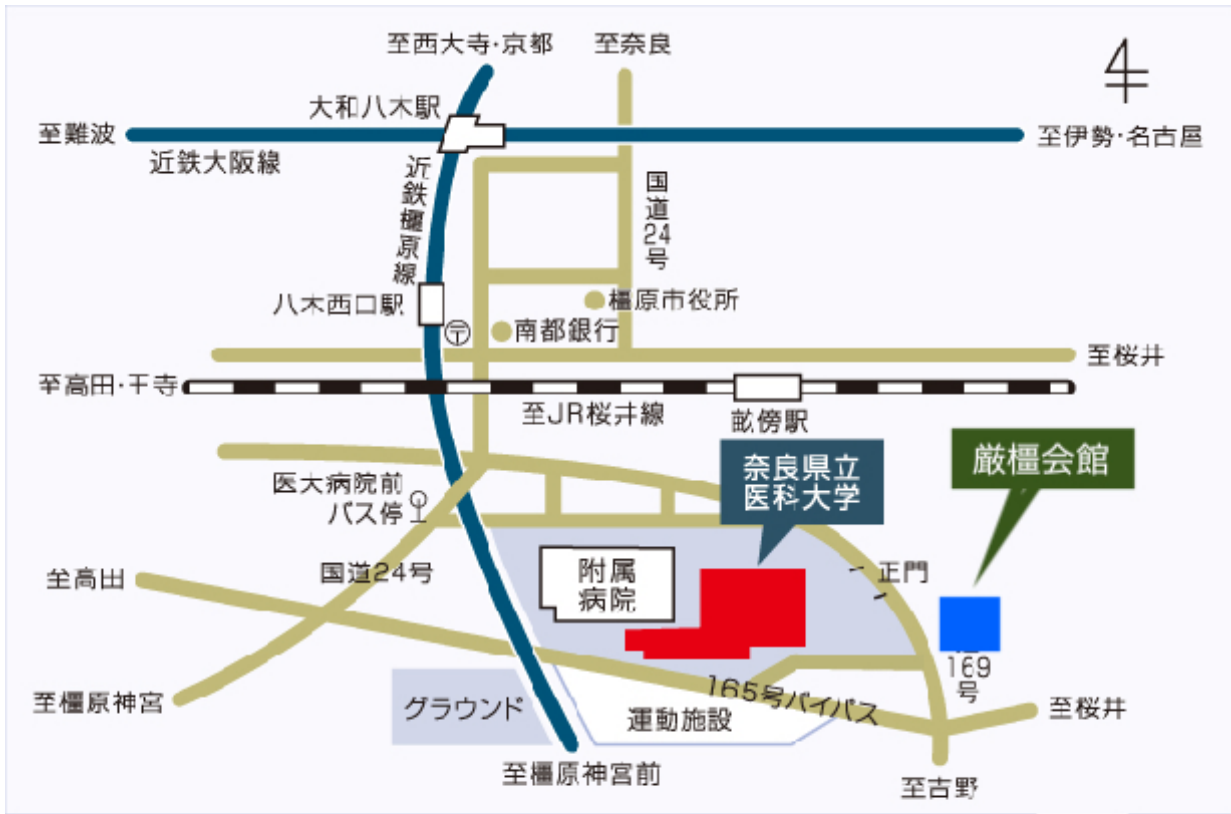 至西大寺・京都
至奈良
大和八木駅
至難波
至伊勢・名古屋
近鉄大阪線
近鉄橿原線
国道24号
八木西口駅
橿原市役所
南都銀行
至桜井
至高田・王寺
至JR桜井線
畝傍駅
奈良県立
医科大学
厳橿会館
医大病院前
バス停
国道24号
至高田
附属
病院
正門
169号
165号バイパス
至橿原神宮
グラウンド
運動施設
至桜井
至橿原神宮前
至吉野